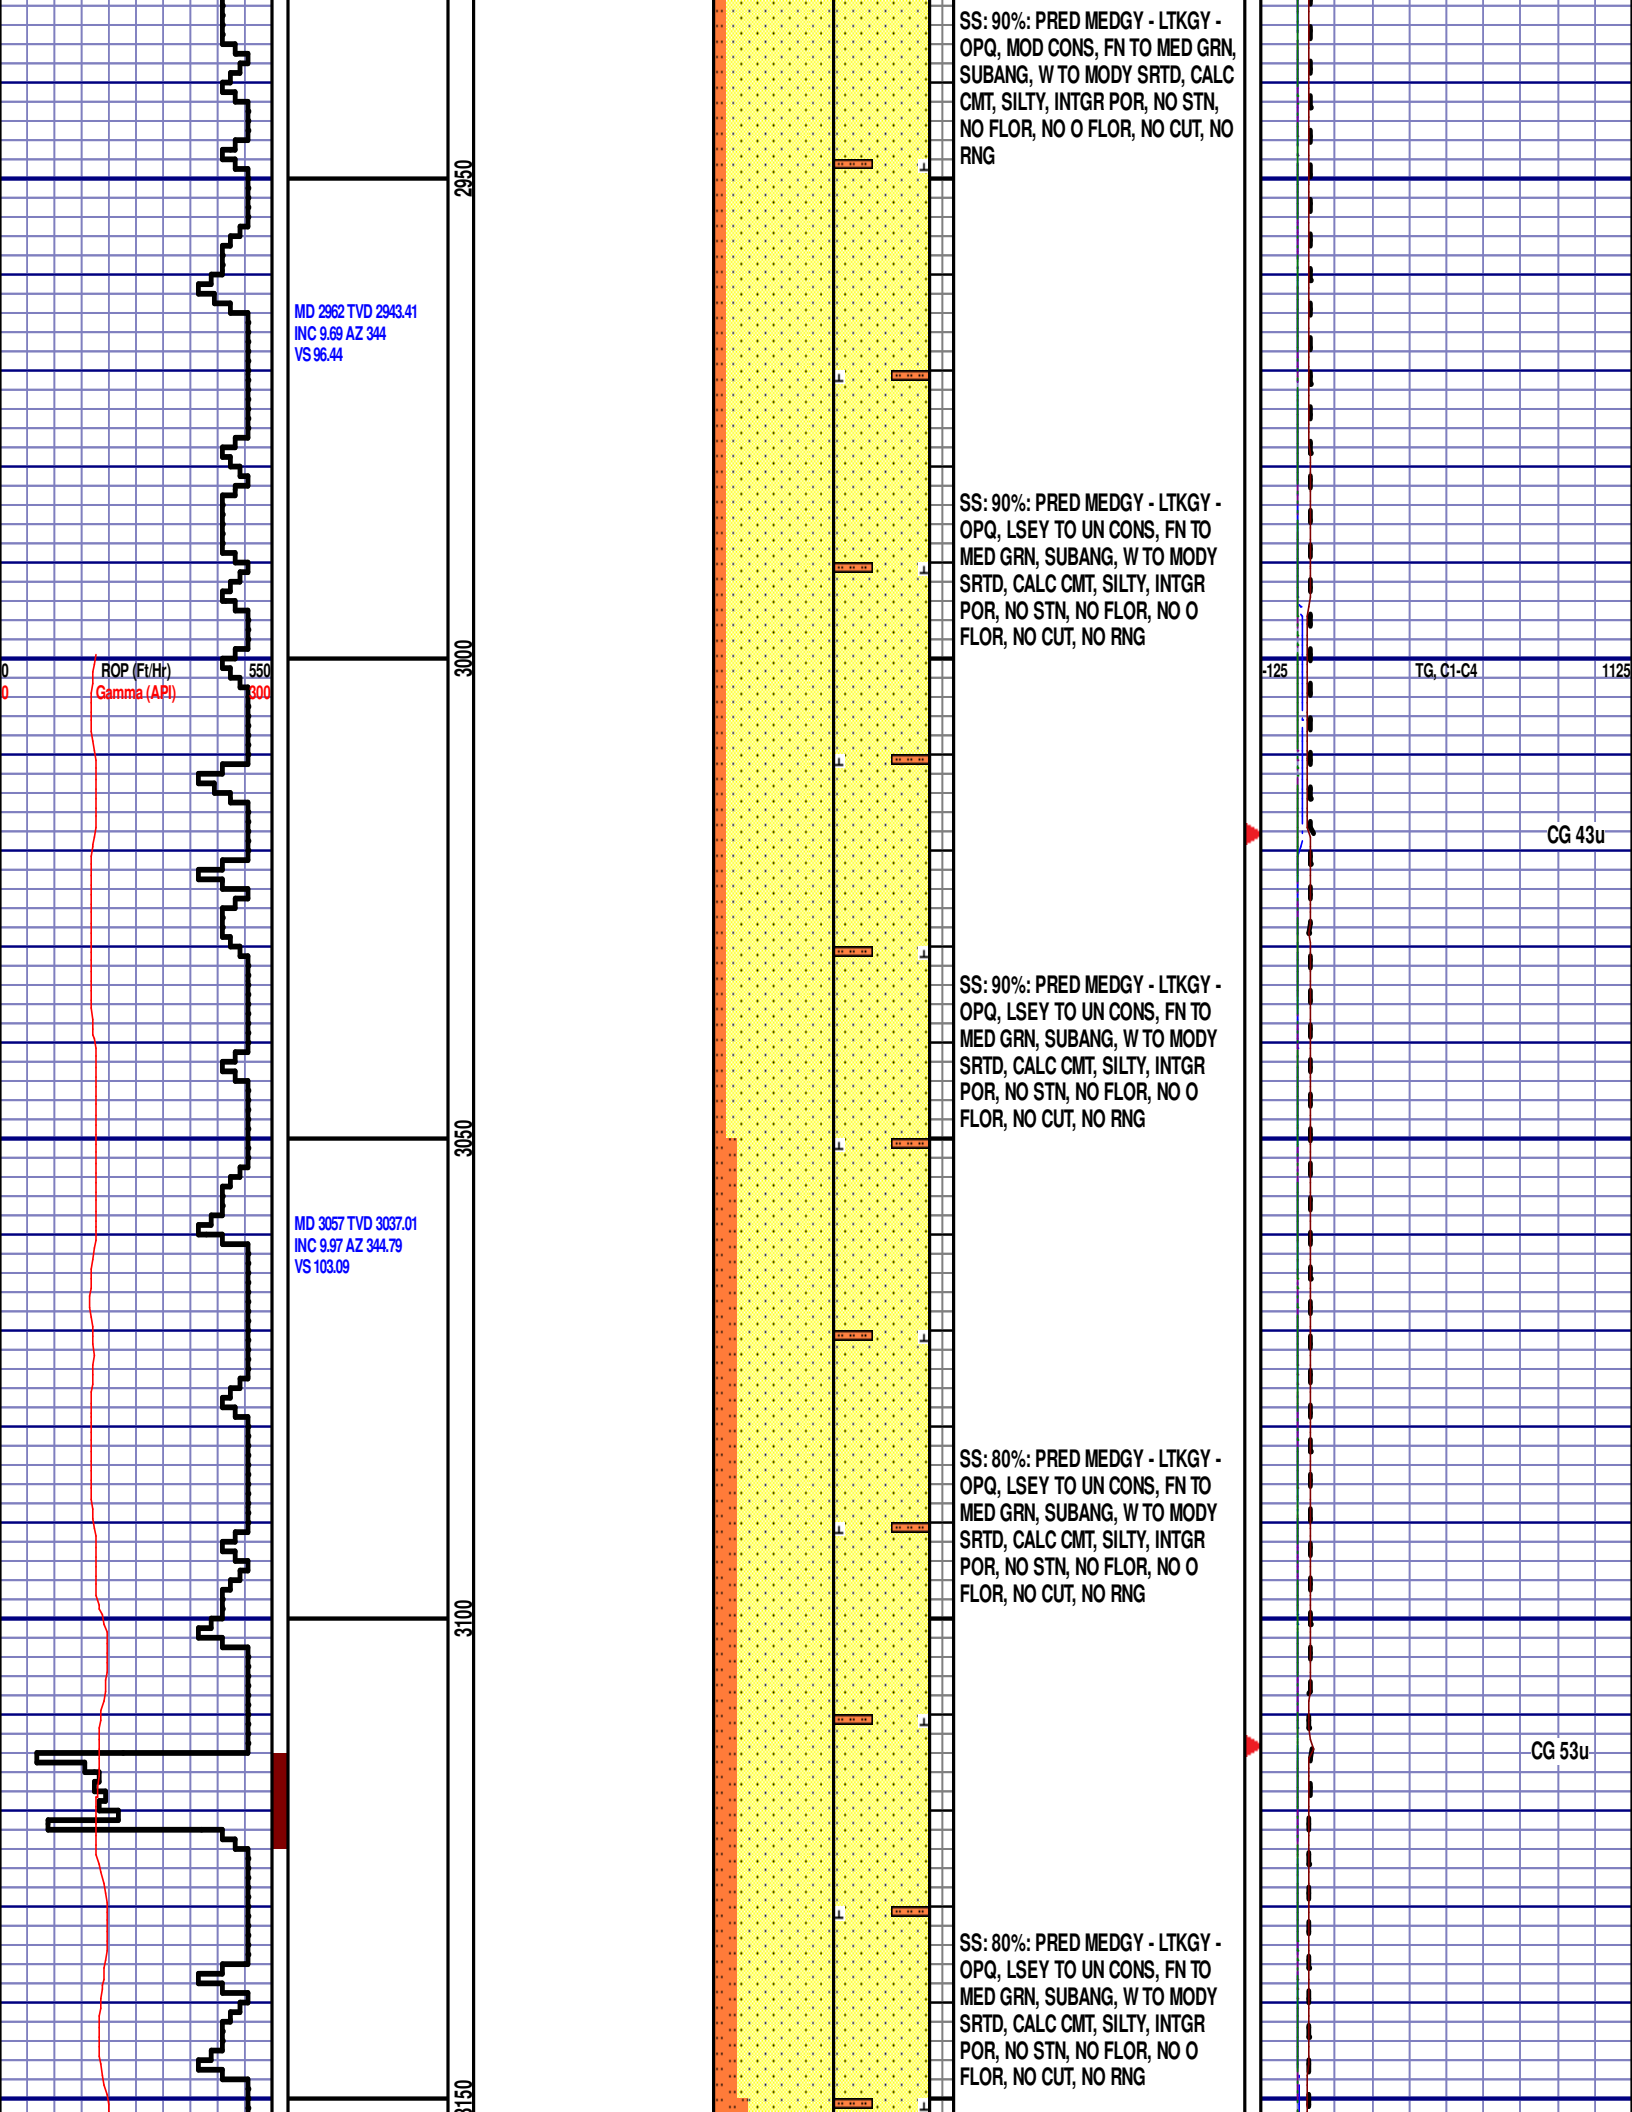 SS: 90%: PRED MEDGY - LTKGY -
OPQ, MOD CONS, FN TO MED GRN,
SUBANG, W TO MODY SRTD, CALC
CMT, SILTY, INTGR POR, NO STN,
NO FLOR, NO O FLOR, NO CUT, NO
RNG
2950
MD 2962 TVD 2943.41
INC 9.69 AZ 344
VS 96.44
SS: 90%: PRED MEDGY - LTKGY -
OPQ, LSEY TO UN CONS, FN TO
MED GRN, SUBANG, W TO MODY
SRTD, CALC CMT, SILTY, INTGR
POR, NO STN, NO FLOR, NO O
FLOR, NO CUT, NO RNG
3000
0 ROP (Ft/Hr) 550
0 Gamma (API) 300
-125 TG, C1-C4 1125
CG 43u
SS: 90%: PRED MEDGY - LTKGY -
OPQ, LSEY TO UN CONS, FN TO
MED GRN, SUBANG, W TO MODY
SRTD, CALC CMT, SILTY, INTGR
POR, NO STN, NO FLOR, NO O
FLOR, NO CUT, NO RNG
3050
MD 3057 TVD 3037.01
INC 9.97 AZ 344.79
VS 103.09
SS: 80%: PRED MEDGY - LTKGY -
OPQ, LSEY TO UN CONS, FN TO
MED GRN, SUBANG, W TO MODY
SRTD, CALC CMT, SILTY, INTGR
POR, NO STN, NO FLOR, NO O
FLOR, NO CUT, NO RNG
3100
CG 53u
SS: 80%: PRED MEDGY - LTKGY -
OPQ, LSEY TO UN CONS, FN TO
MED GRN, SUBANG, W TO MODY
SRTD, CALC CMT, SILTY, INTGR
POR, NO STN, NO FLOR, NO O
FLOR, NO CUT, NO RNG
3150